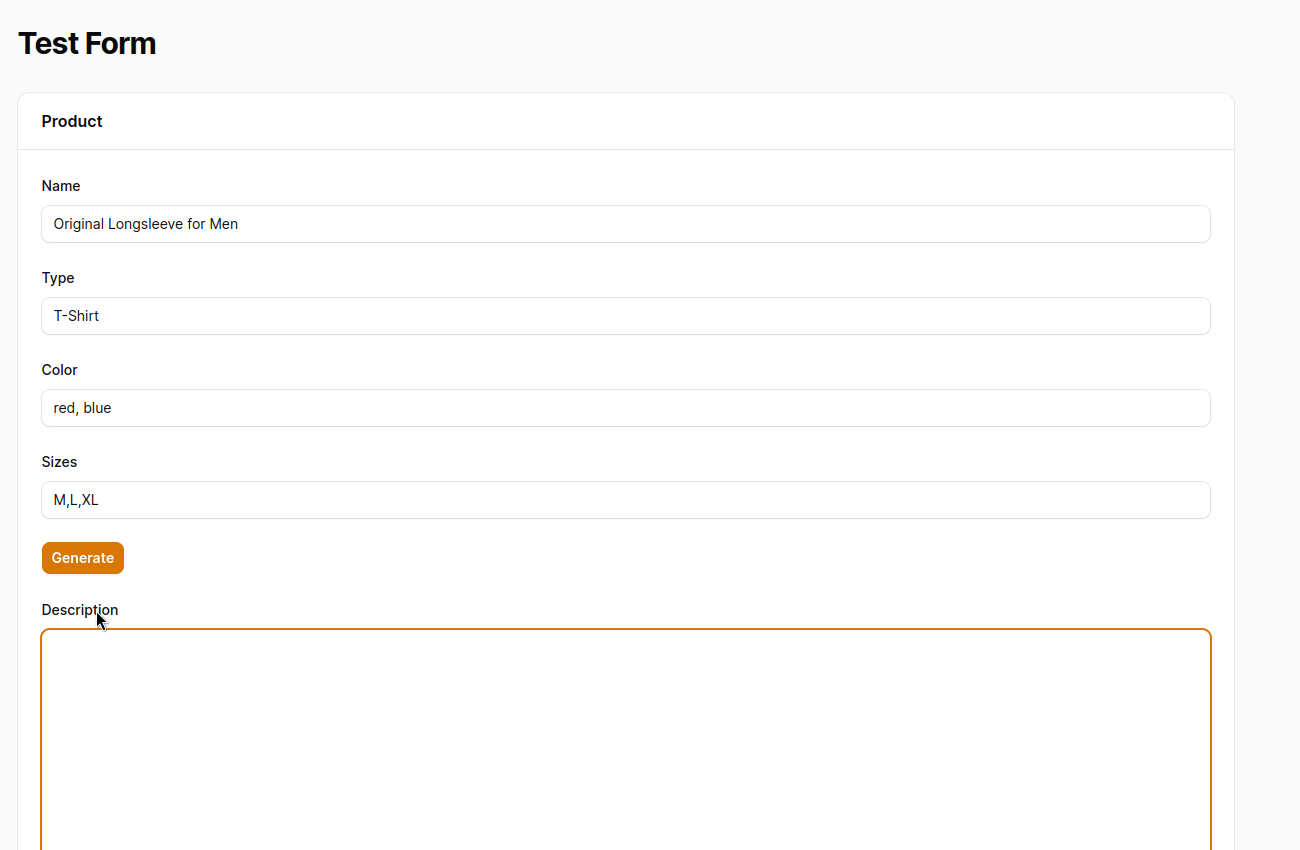 Test Form
Product
Name
Original Longsleeve for Men
Type
T-Shirt
Color
red, blue
Sizes
M,L,XL
Generate
Description